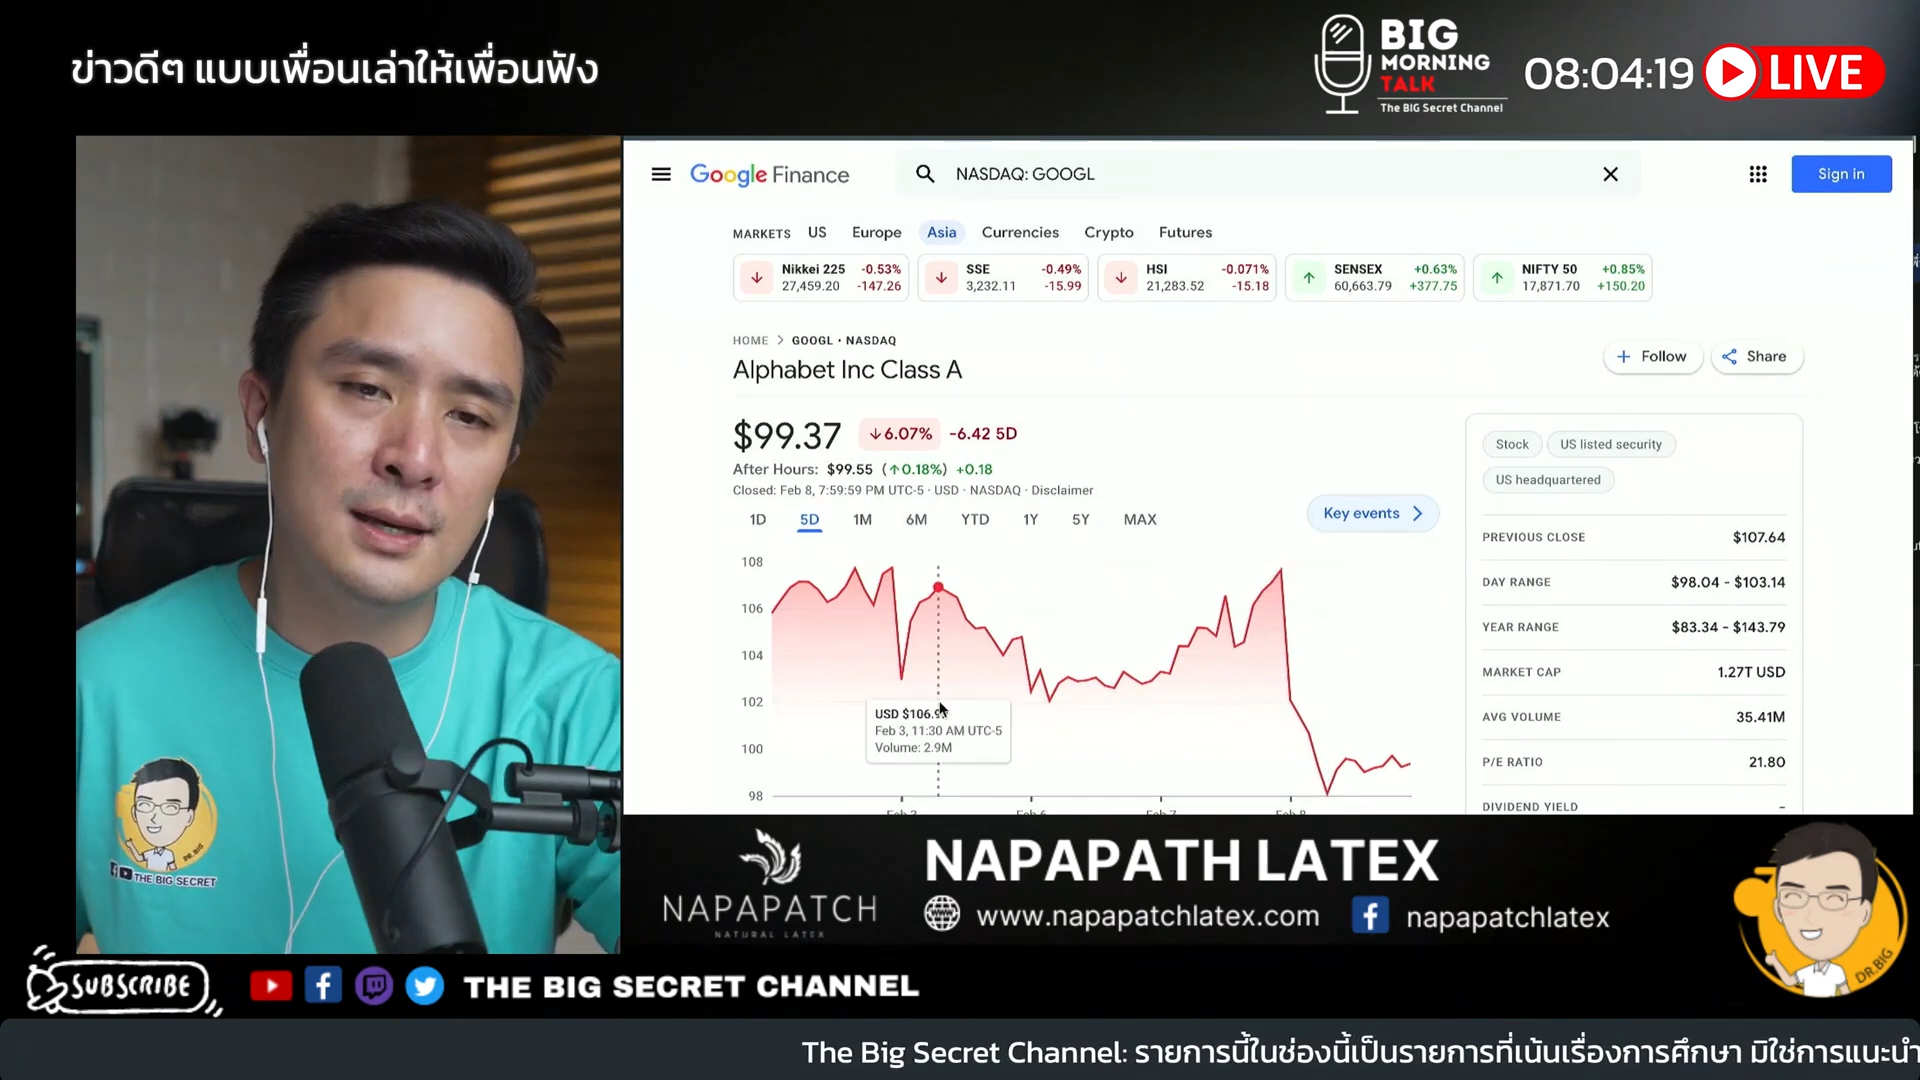 ข่าวดีๆ แบบเพื่อนเล่าให้เพื่อนฟัง
BIG
MORNING
TALK
The BIG Secret Channel
08:04:19
LIVE
Google Finance
NASDAQ: GOOGL
Sign in
MARKETS US Europe Asia Currencies Crypto Futures
Nikkei 225 -0.53%
27,459.20 -147.26
SSE -0.49%
3,232.11 -15.99
HSI -0.071%
21,283.52 -15.18
SENSEX +0.63%
60,663.79 +377.75
NIFTY 50 +0.85%
17,871.70 +150.20
HOME > GOOGL • NASDAQ
Alphabet Inc Class A
Follow
Share
$99.37 ↓6.07% -6.42 5D
After Hours: $99.55 (↑0.18%) +0.18
Closed: Feb 8, 7:59:59 PM UTC-5 · USD · NASDAQ · Disclaimer
1D 5D 1M 6M YTD 1Y 5Y MAX
Key events
108
106
104
102
100
98
USD
Feb 3, 11:30 AM UTC-5
Volume: 2.9M
Stock
US listed security
US headquartered
PREVIOUS CLOSE $107.64
DAY RANGE $98.04 - $103.14
YEAR RANGE $83.34 - $143.79
MARKET CAP 1.27T USD
AVG VOLUME 35.41M
P/E RATIO 21.80
DIVIDEND YIELD -
DR.BIG
THE BIG SECRET
NAPAPATCH
NATURAL LATEX
NAPAPATH LATEX
www.napapatchlatex.com
napapatchlatex
DR.BIG
SUBSCRIBE
THE BIG SECRET CHANNEL
The Big Secret Channel: รายการนี้ในช่องนี้เป็นรายการที่เน้นเรื่องการศึกษา มิใช่การแนะนำ